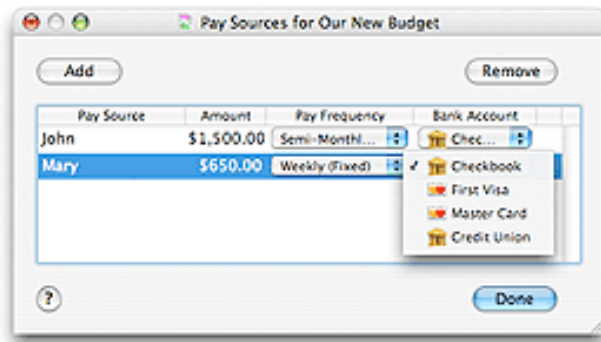 Pay Sources for Our New Budget
Add Remove
Pay Source Amount Pay Frequency Bank Account
John $1,500.00 Semi-Monthl... Chec...
Mary $650.00 Weekly (Fixed) ✓ Checkbook
First Visa
Master Card
Credit Union
? Done